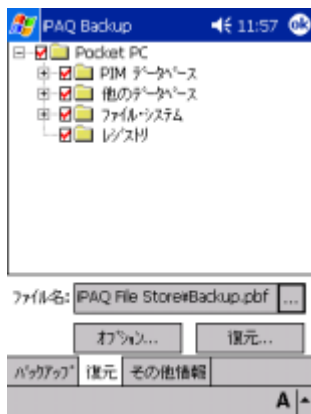 iPAQ Backup 11:57 ok
Pocket PC
PIM データベース
他のデータベース
ファイル・システム
レジストリ
ファイル名: iPAQ File Store¥Backup.pbf ...
オプション... 復元...
バックアップ 復元 その他情報
A